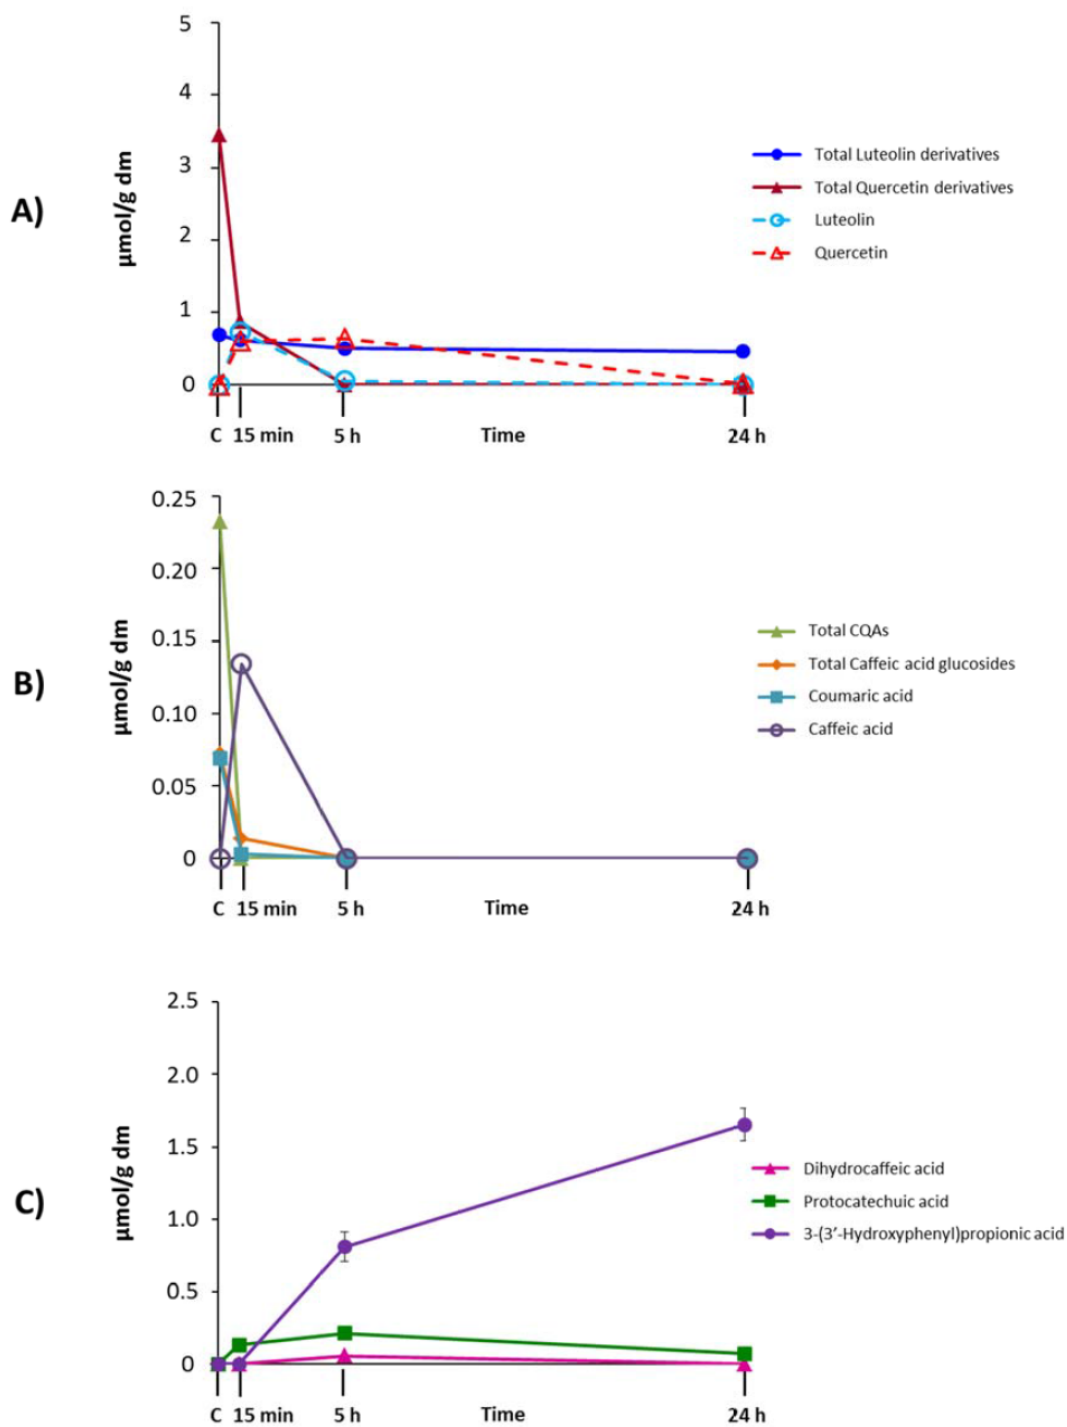 A)
µmol/g dm
5
4
3
2
1
0
C 15 min 5 h Time 24 h
Total Luteolin derivatives
Total Quercetin derivatives
Luteolin
Quercetin
B)
µmol/g dm
0.25
0.20
0.15
0.10
0.05
0
C 15 min 5 h Time 24 h
Total CQAs
Total Caffeic acid glucosides
Coumaric acid
Caffeic acid
C)
µmol/g dm
2.5
2.0
1.5
1.0
0.5
0
C 15 min 5 h Time 24 h
Dihydrocaffeic acid
Protocatechuic acid
3-(3′-Hydroxyphenyl)propionic acid